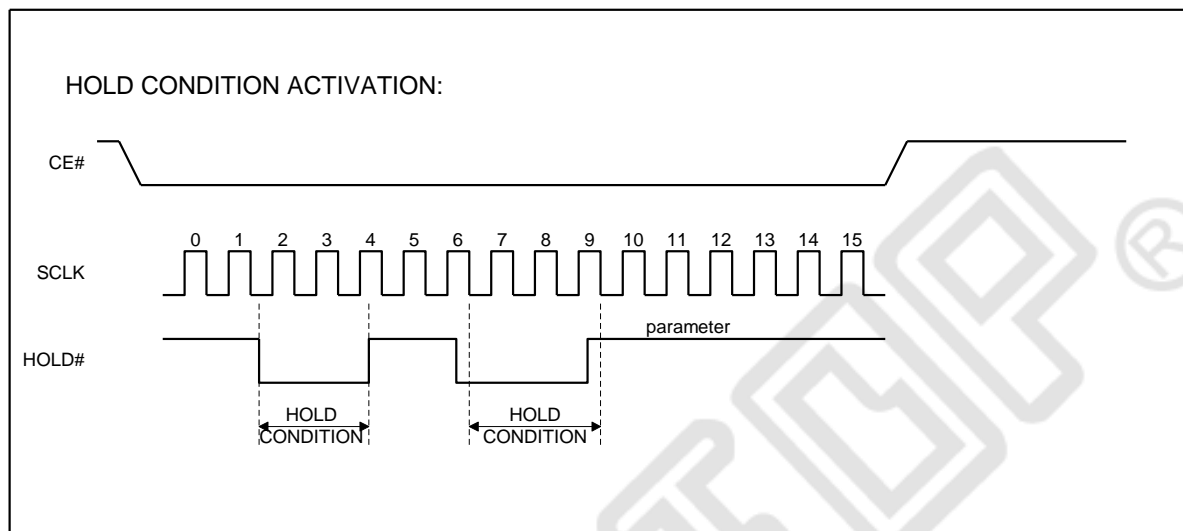 HOLD CONDITION ACTIVATION:
CE#
0 1 2 3 4 5 6 7 8 9 10 11 12 13 14 15
SCLK
parameter
HOLD#
HOLD HOLD
CONDITION CONDITION
®